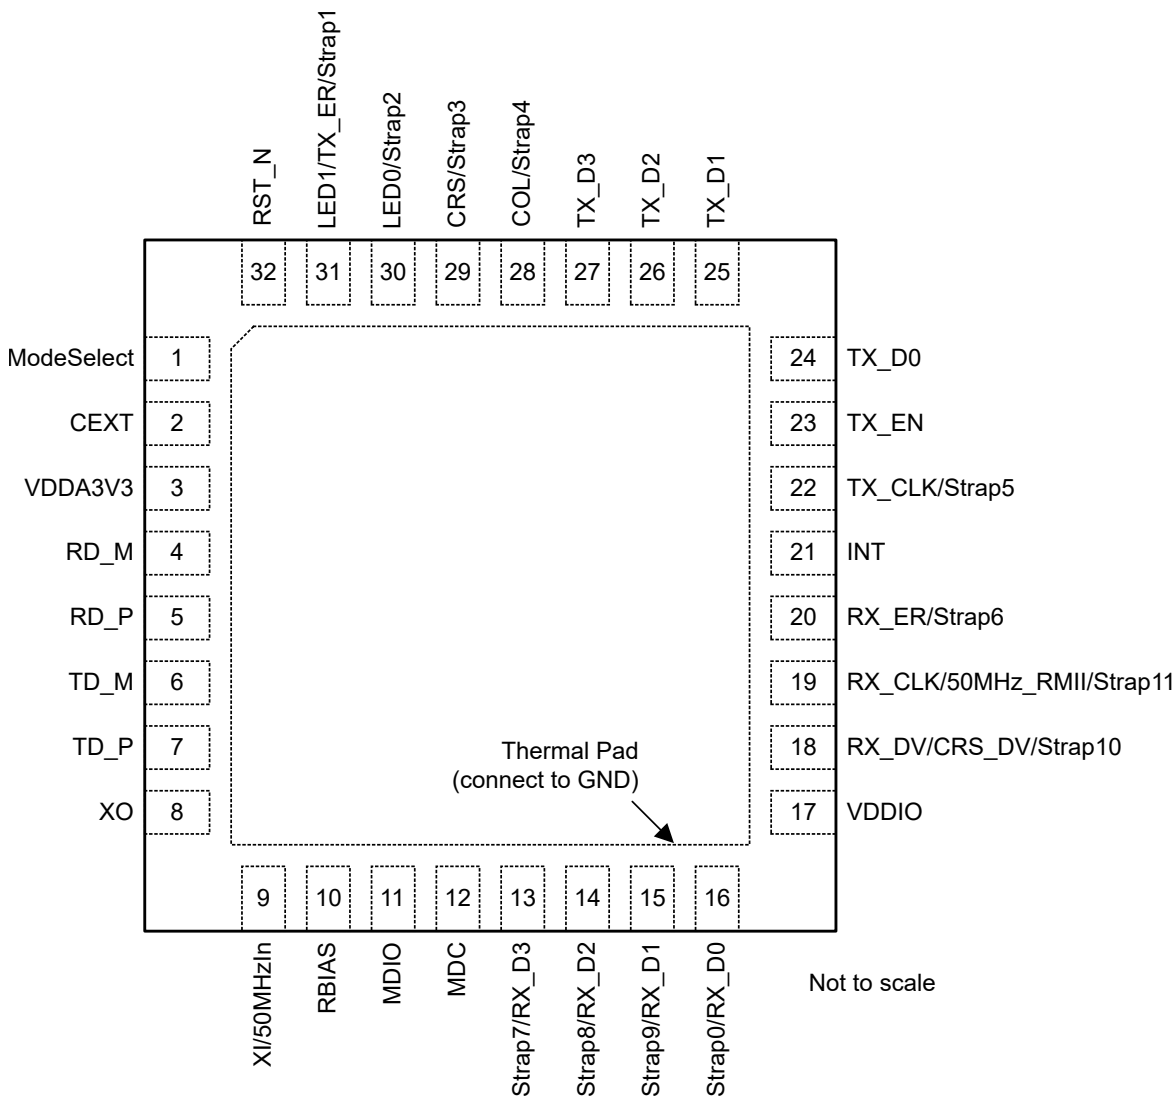 RST_N
LED1/TX_ER/Strap1
LED0/Strap2
CRS/Strap3
COL/Strap4
TX_D3
TX_D2
TX_D1
32
31
30
29
28
27
26
25
ModeSelect
1
24
TX_D0
CEXT
2
23
TX_EN
VDDA3V3
3
22
TX_CLK/Strap5
RD_M
4
21
INT
RD_P
5
20
RX_ER/Strap6
TD_M
6
19
RX_CLK/50MHz_RMII/Strap11
TD_P
7
Thermal Pad
(connect to GND)
18
RX_DV/CRS_DV/Strap10
XO
8
17
VDDIO
9
10
11
12
13
14
15
16
XI/50MHzIn
RBIAS
MDIO
MDC
Strap7/RX_D3
Strap8/RX_D2
Strap9/RX_D1
Strap0/RX_D0
Not to scale